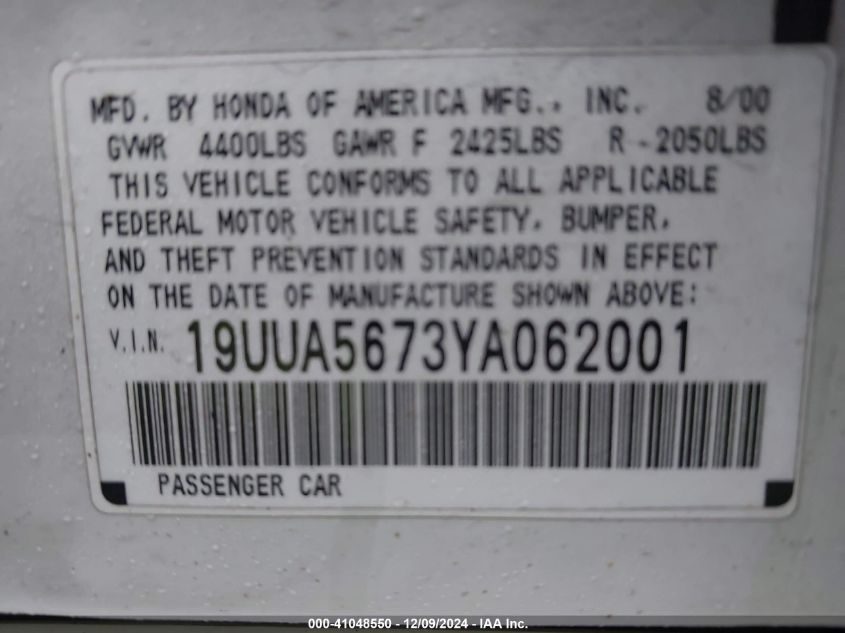 MFD. BY HONDA OF AMERICA MFG., INC. 8/00
GVWR 4400LBS GAWR F 2425LBS R - 2050LBS
THIS VEHICLE CONFORMS TO ALL APPLICABLE
FEDERAL MOTOR VEHICLE SAFETY, BUMPER,
AND THEFT PREVENTION STANDARDS IN EFFECT
ON THE DATE OF MANUFACTURE SHOWN ABOVE:
V.I.N. 19UUA5673YA062001
PASSENGER CAR
000-41048550 - 12/09/2024 - IAA Inc.